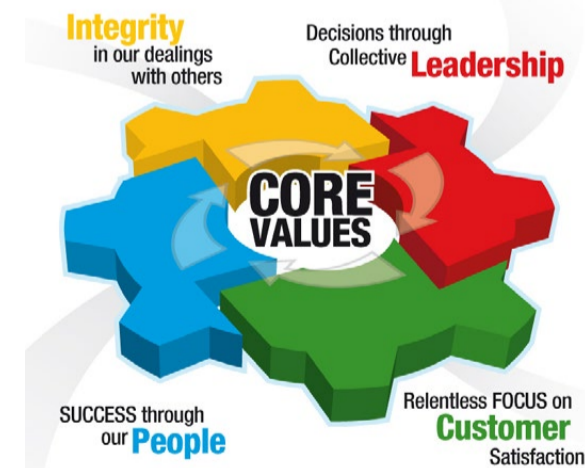 Integrity
in our dealings
with others
Decisions through
Collective Leadership
CORE
VALUES
SUCCESS through
our People
Relentless FOCUS on
Customer
Satisfaction